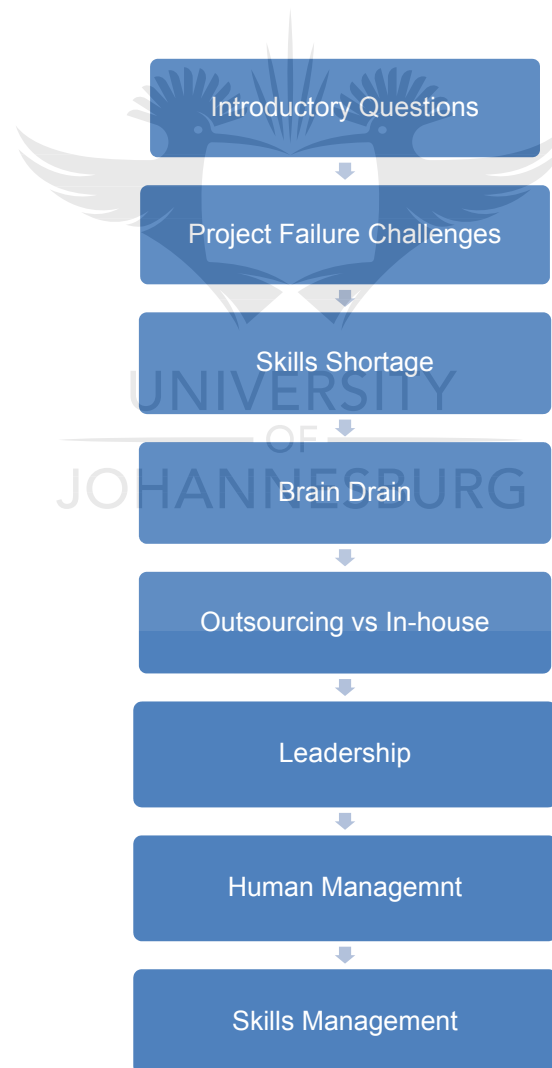 Introductory Questions
Project Failure Challenges
Skills Shortage
UNIVERSITY
OF
JOHANNESBURG
Brain Drain
Outsourcing vs In-house
Leadership
Human Managemnt
Skills Management